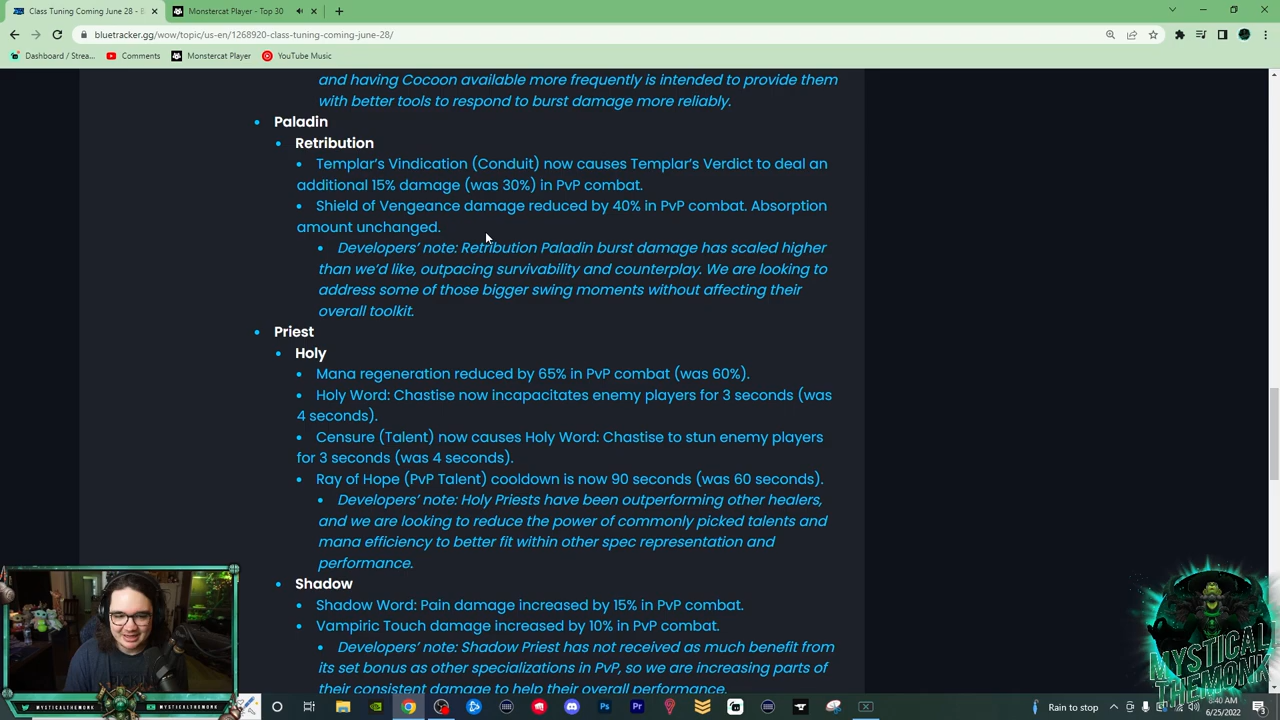 Class Tuning Coming June 28 - B
Monstercat Player - Top 30
bluetracker.gg/wow/topic/us-en/1268920-class-tuning-coming-june-28/
Dashboard / Strea...
Comments
Monstercat Player
YouTube Music
and having Cocoon available more frequently is intended to provide them
with better tools to respond to burst damage more reliably.
Paladin
Retribution
Templar's Vindication (Conduit) now causes Templar's Verdict to deal an
additional 15% damage (was 30%) in PvP combat.
Shield of Vengeance damage reduced by 40% in PvP combat. Absorption
amount unchanged.
Developers' note: Retribution Paladin burst damage has scaled higher
than we'd like, outpacing survivability and counterplay. We are looking to
address some of those bigger swing moments without affecting their
overall toolkit.
Priest
Holy
Mana regeneration reduced by 65% in PvP combat (was 60%).
Holy Word: Chastise now incapacitates enemy players for 3 seconds (was
4 seconds).
Censure (Talent) now causes Holy Word: Chastise to stun enemy players
for 3 seconds (was 4 seconds).
Ray of Hope (PvP Talent) cooldown is now 90 seconds (was 60 seconds).
Developers' note: Holy Priests have been outperforming other healers,
and we are looking to reduce the power of commonly picked talents and
mana efficiency to better fit within other spec representation and
performance.
Shadow
Shadow Word: Pain damage increased by 15% in PvP combat.
Vampiric Touch damage increased by 10% in PvP combat.
Developers' note: Shadow Priest has not received as much benefit from
its set bonus as other specializations in PvP, so we are increasing parts of
their consistent damage to help their overall performance.
MYSTICALTHEMONK
MYSTICALTHEMONK
MYSTICAL
THEMONK
Rain to stop
8:40 AM
6/25/2022